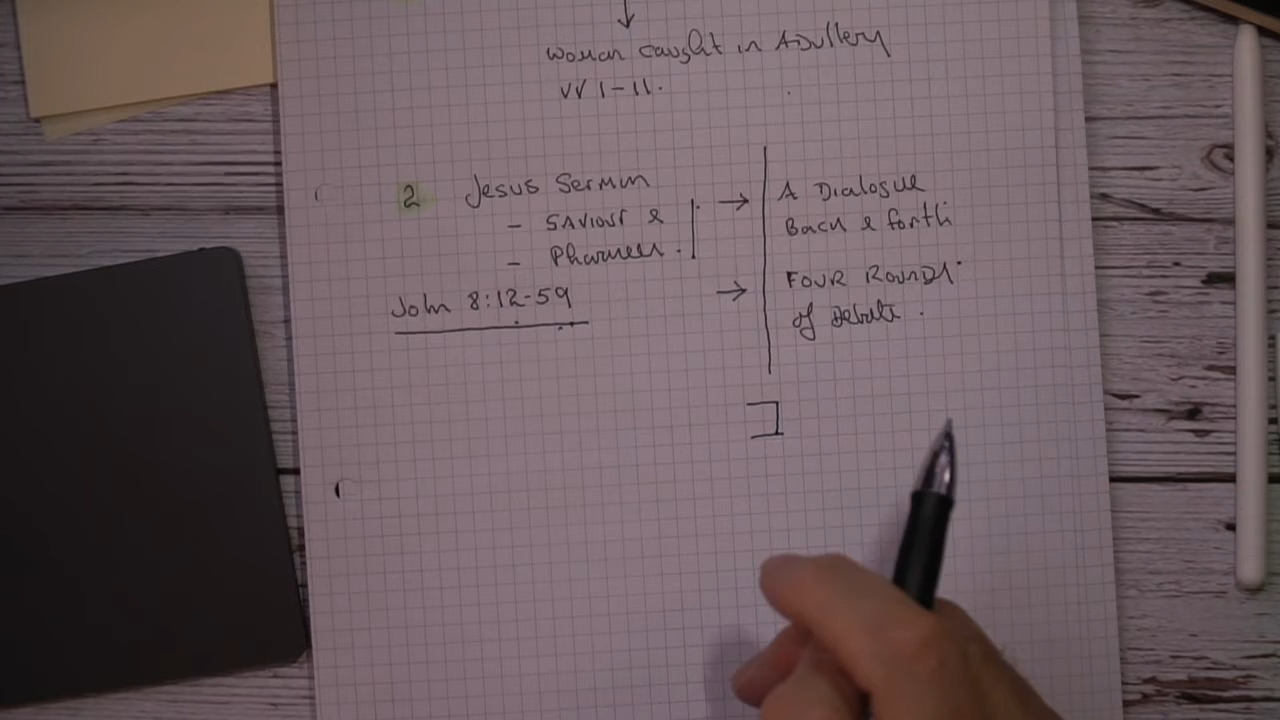 Woman caught in Adultery
VV 1-11.
2 Jesus Sermon
- SAVIOUR &
- Pharisees.
John 8:12-59
A Dialogue
Back & forth
FOUR ROUNDS
of Debate.